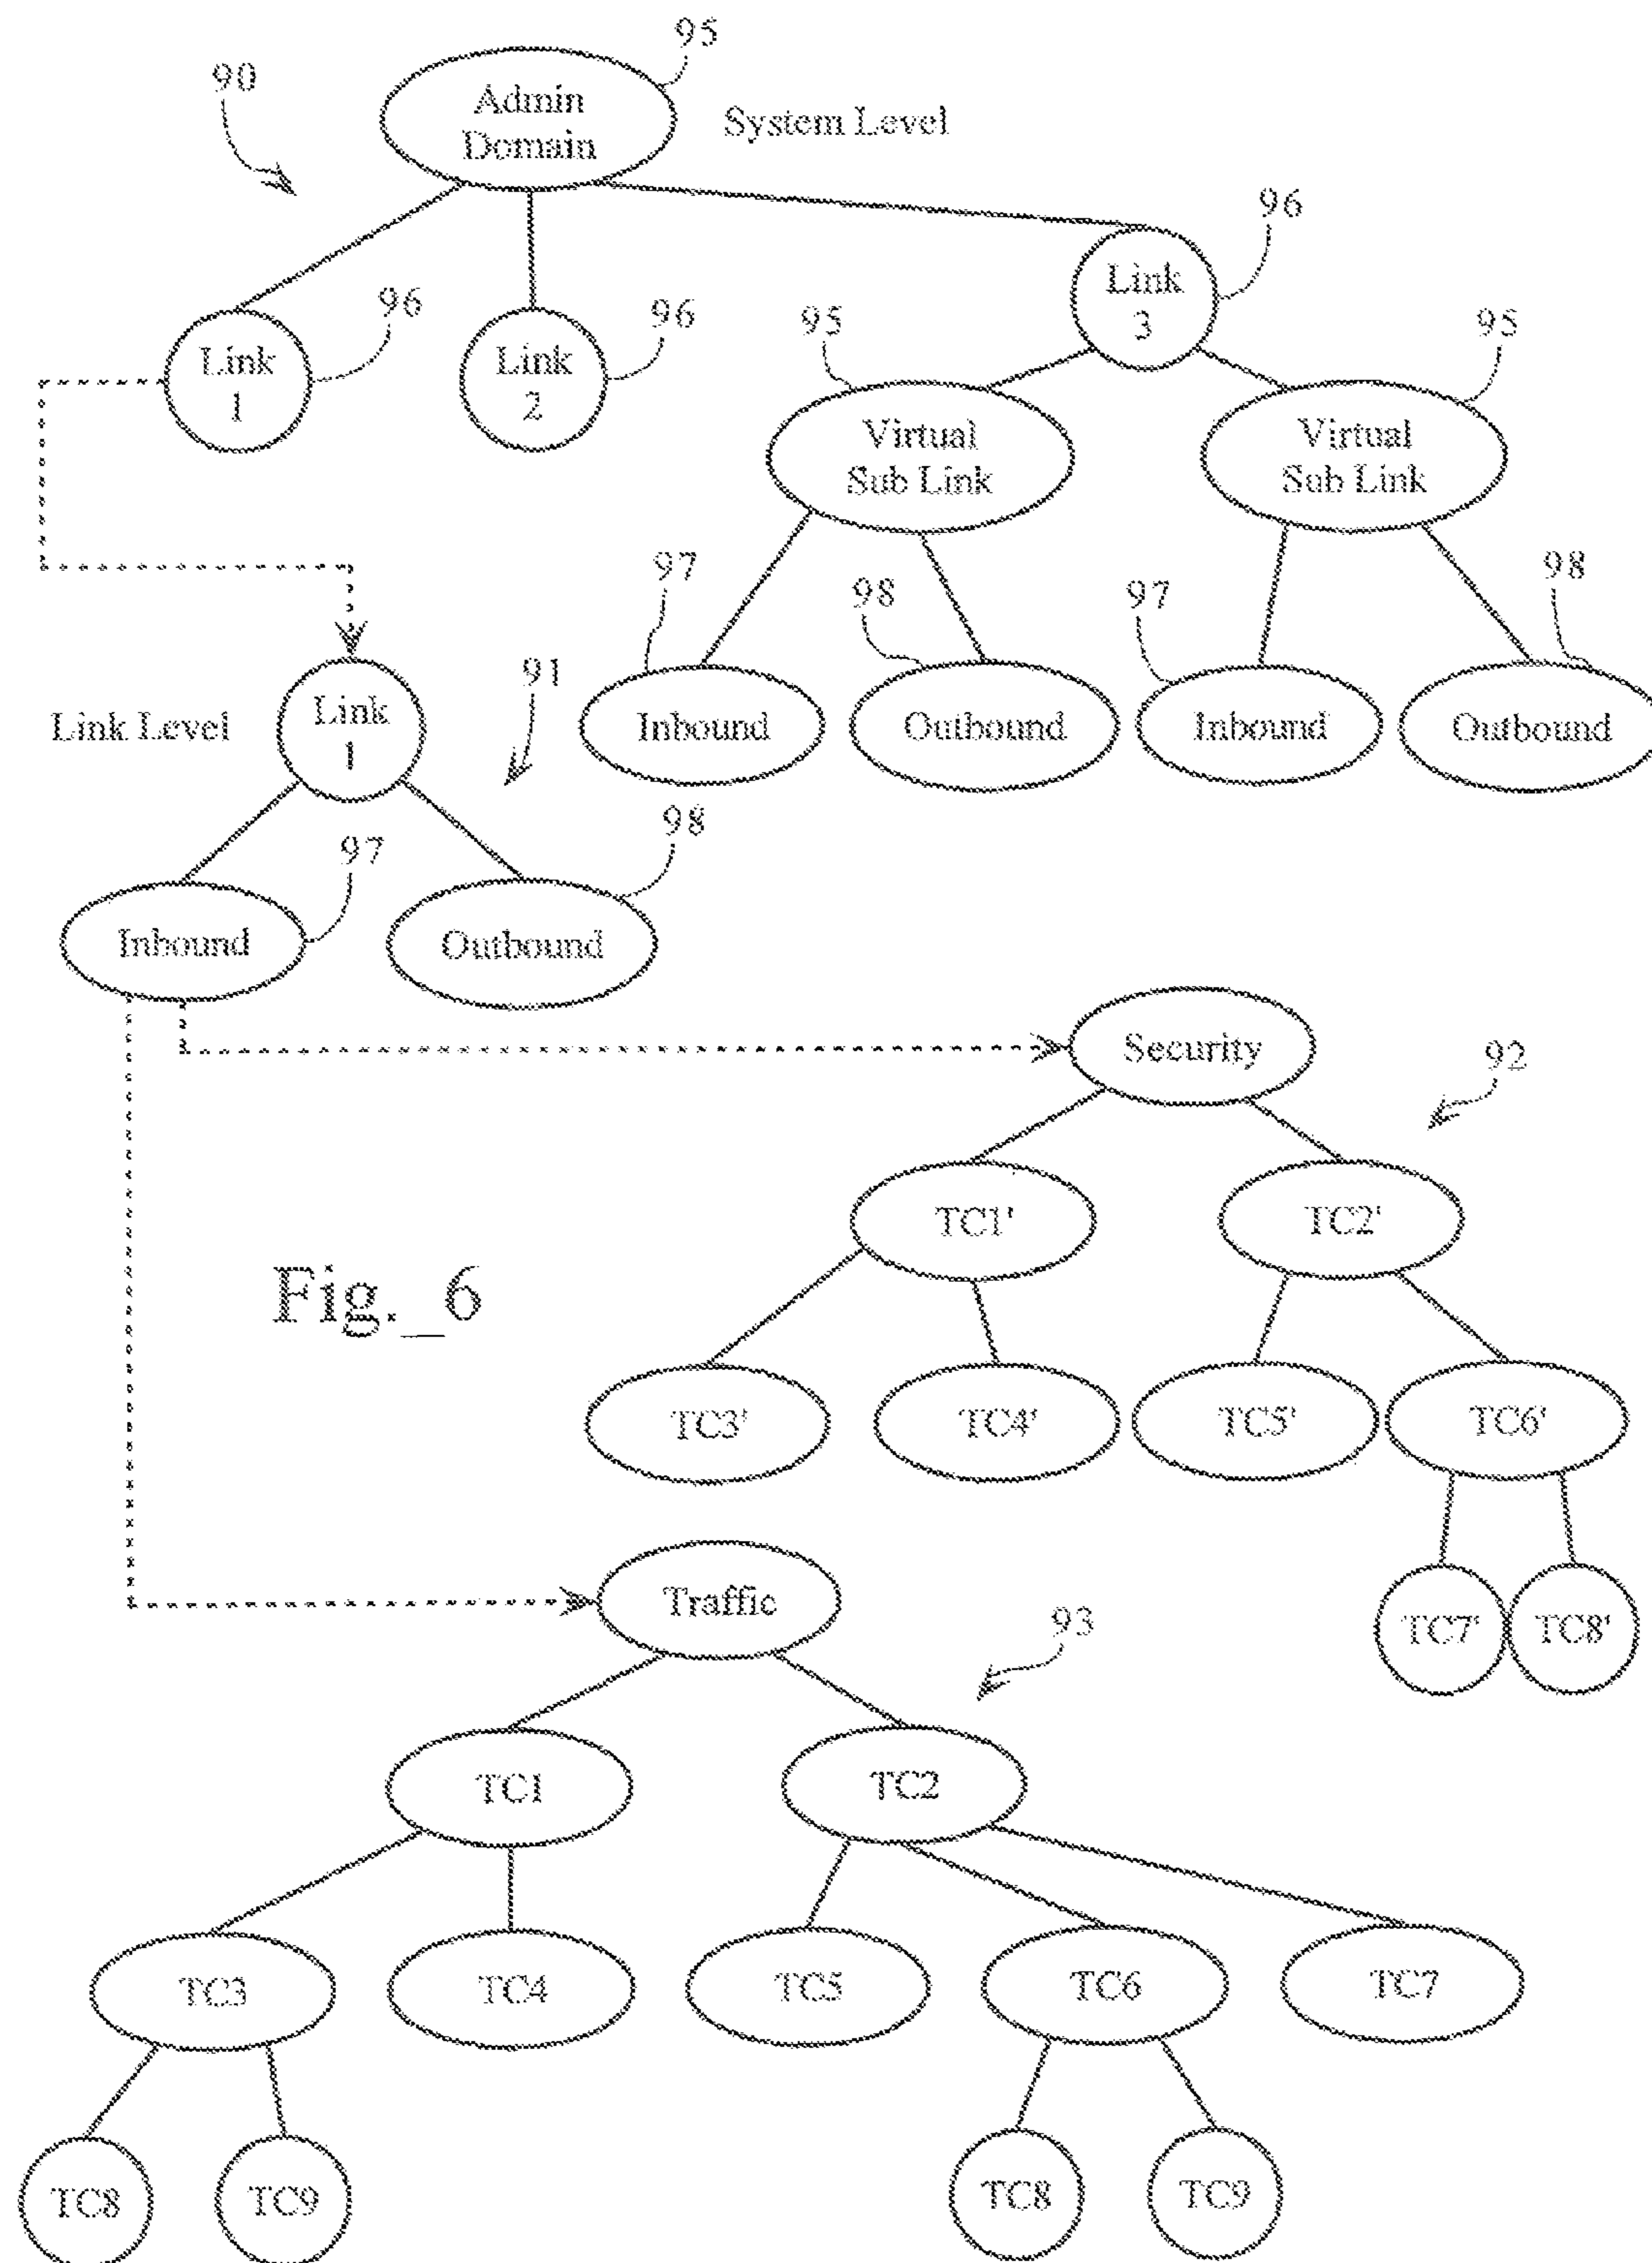 95
90
Admin
Domain
System Level
96
Link
3
96
96
95
95
Link
1
Link
2
Virtual
Sub Link
Virtual
Sub Link
97
98
97
98
91
Link Level
Link
1
Inbound
Outbound
Inbound
Outbound
97
98
Inbound
Outbound
Security
92
TC1'
TC2'
Fig._6
TC3'
TC4'
TC5'
TC6'
Traffic
93
TC7'
TC8'
TC1
TC2
TC3
TC4
TC5
TC6
TC7
TC8
TC9
TC8
TC9